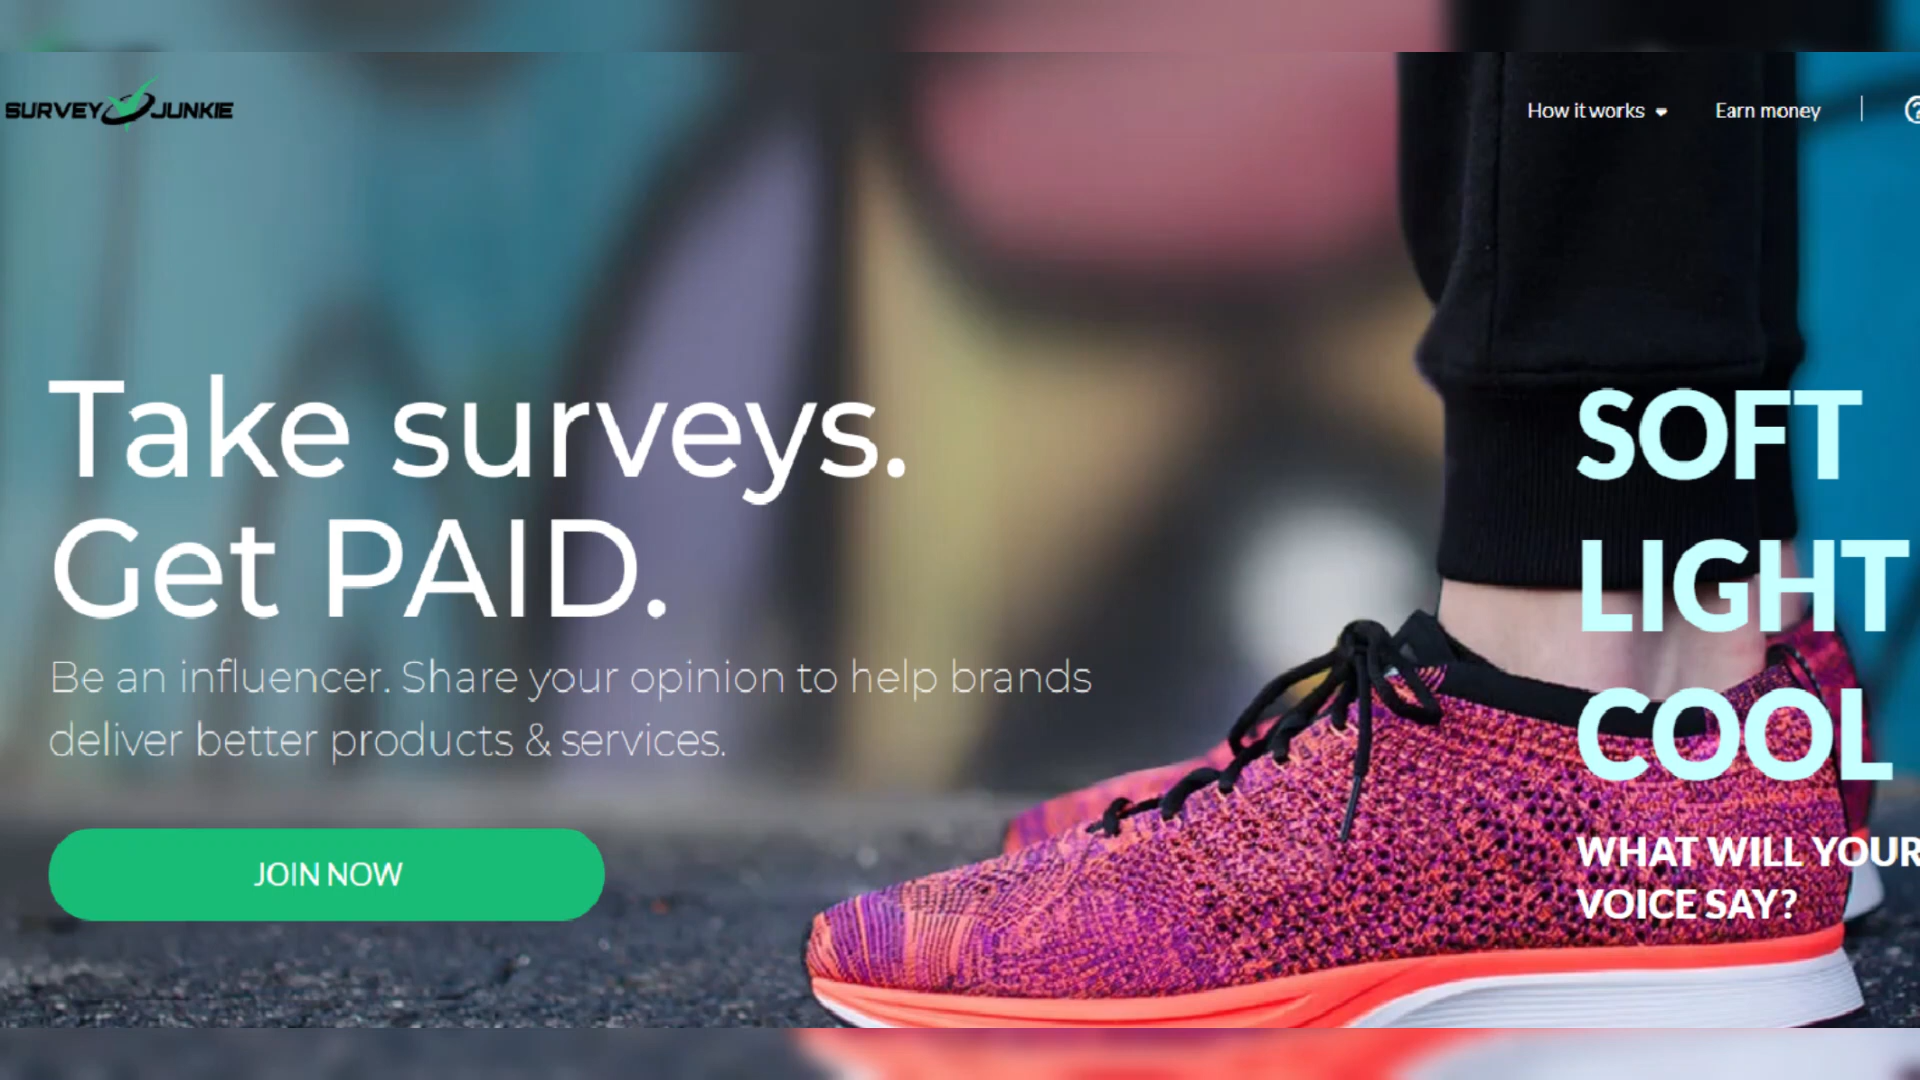 SURVEY JUNKIE
How it works
Earn money
Take surveys.
Get PAID.
Be an influencer. Share your opinion to help brands
deliver better products & services.
JOIN NOW
SOFT
LIGHT
COOL
WHAT WILL YOUR
VOICE SAY?